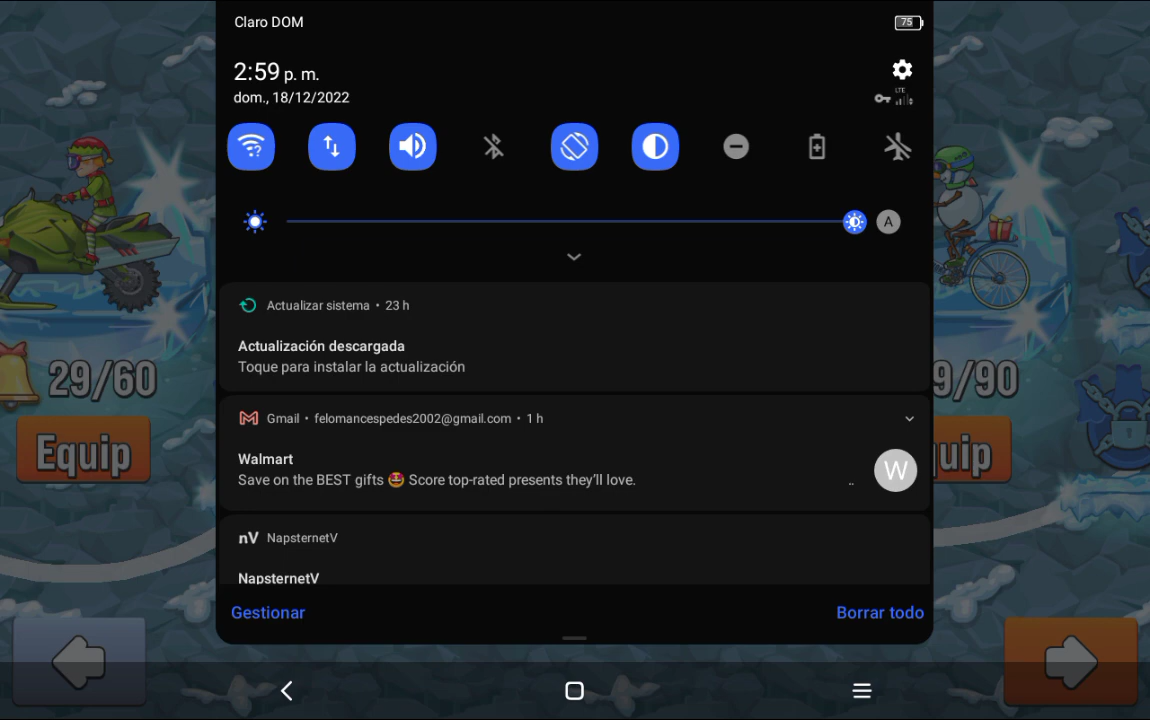 Claro DOM
75
2:59 p. m.
dom., 18/12/2022
LTE
A
Actualizar sistema • 23 h
Actualización descargada
Toque para instalar la actualización
29/60
9/90
Gmail • felomancespedes2002@gmail.com • 1 h
Walmart
Save on the BEST gifts 🤩 Score top-rated presents they’ll love. ..
W
Equip
uip
nV NapsternetV
NapsternetV
Gestionar
Borrar todo